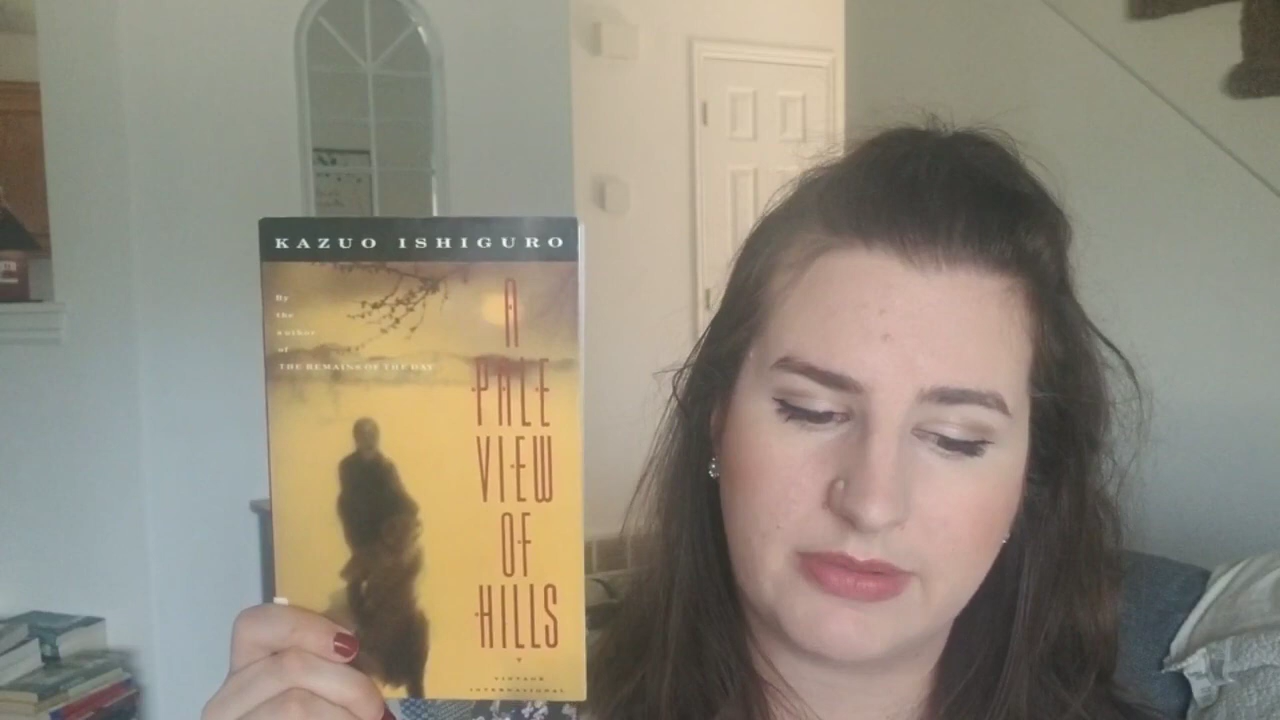 KAZUO ISHIGURO
By
the
author
of
THE REMAINS OF THE DAY
A
PALE
VIEW
OF
HILLS
VINTAGE
INTERNATIONAL